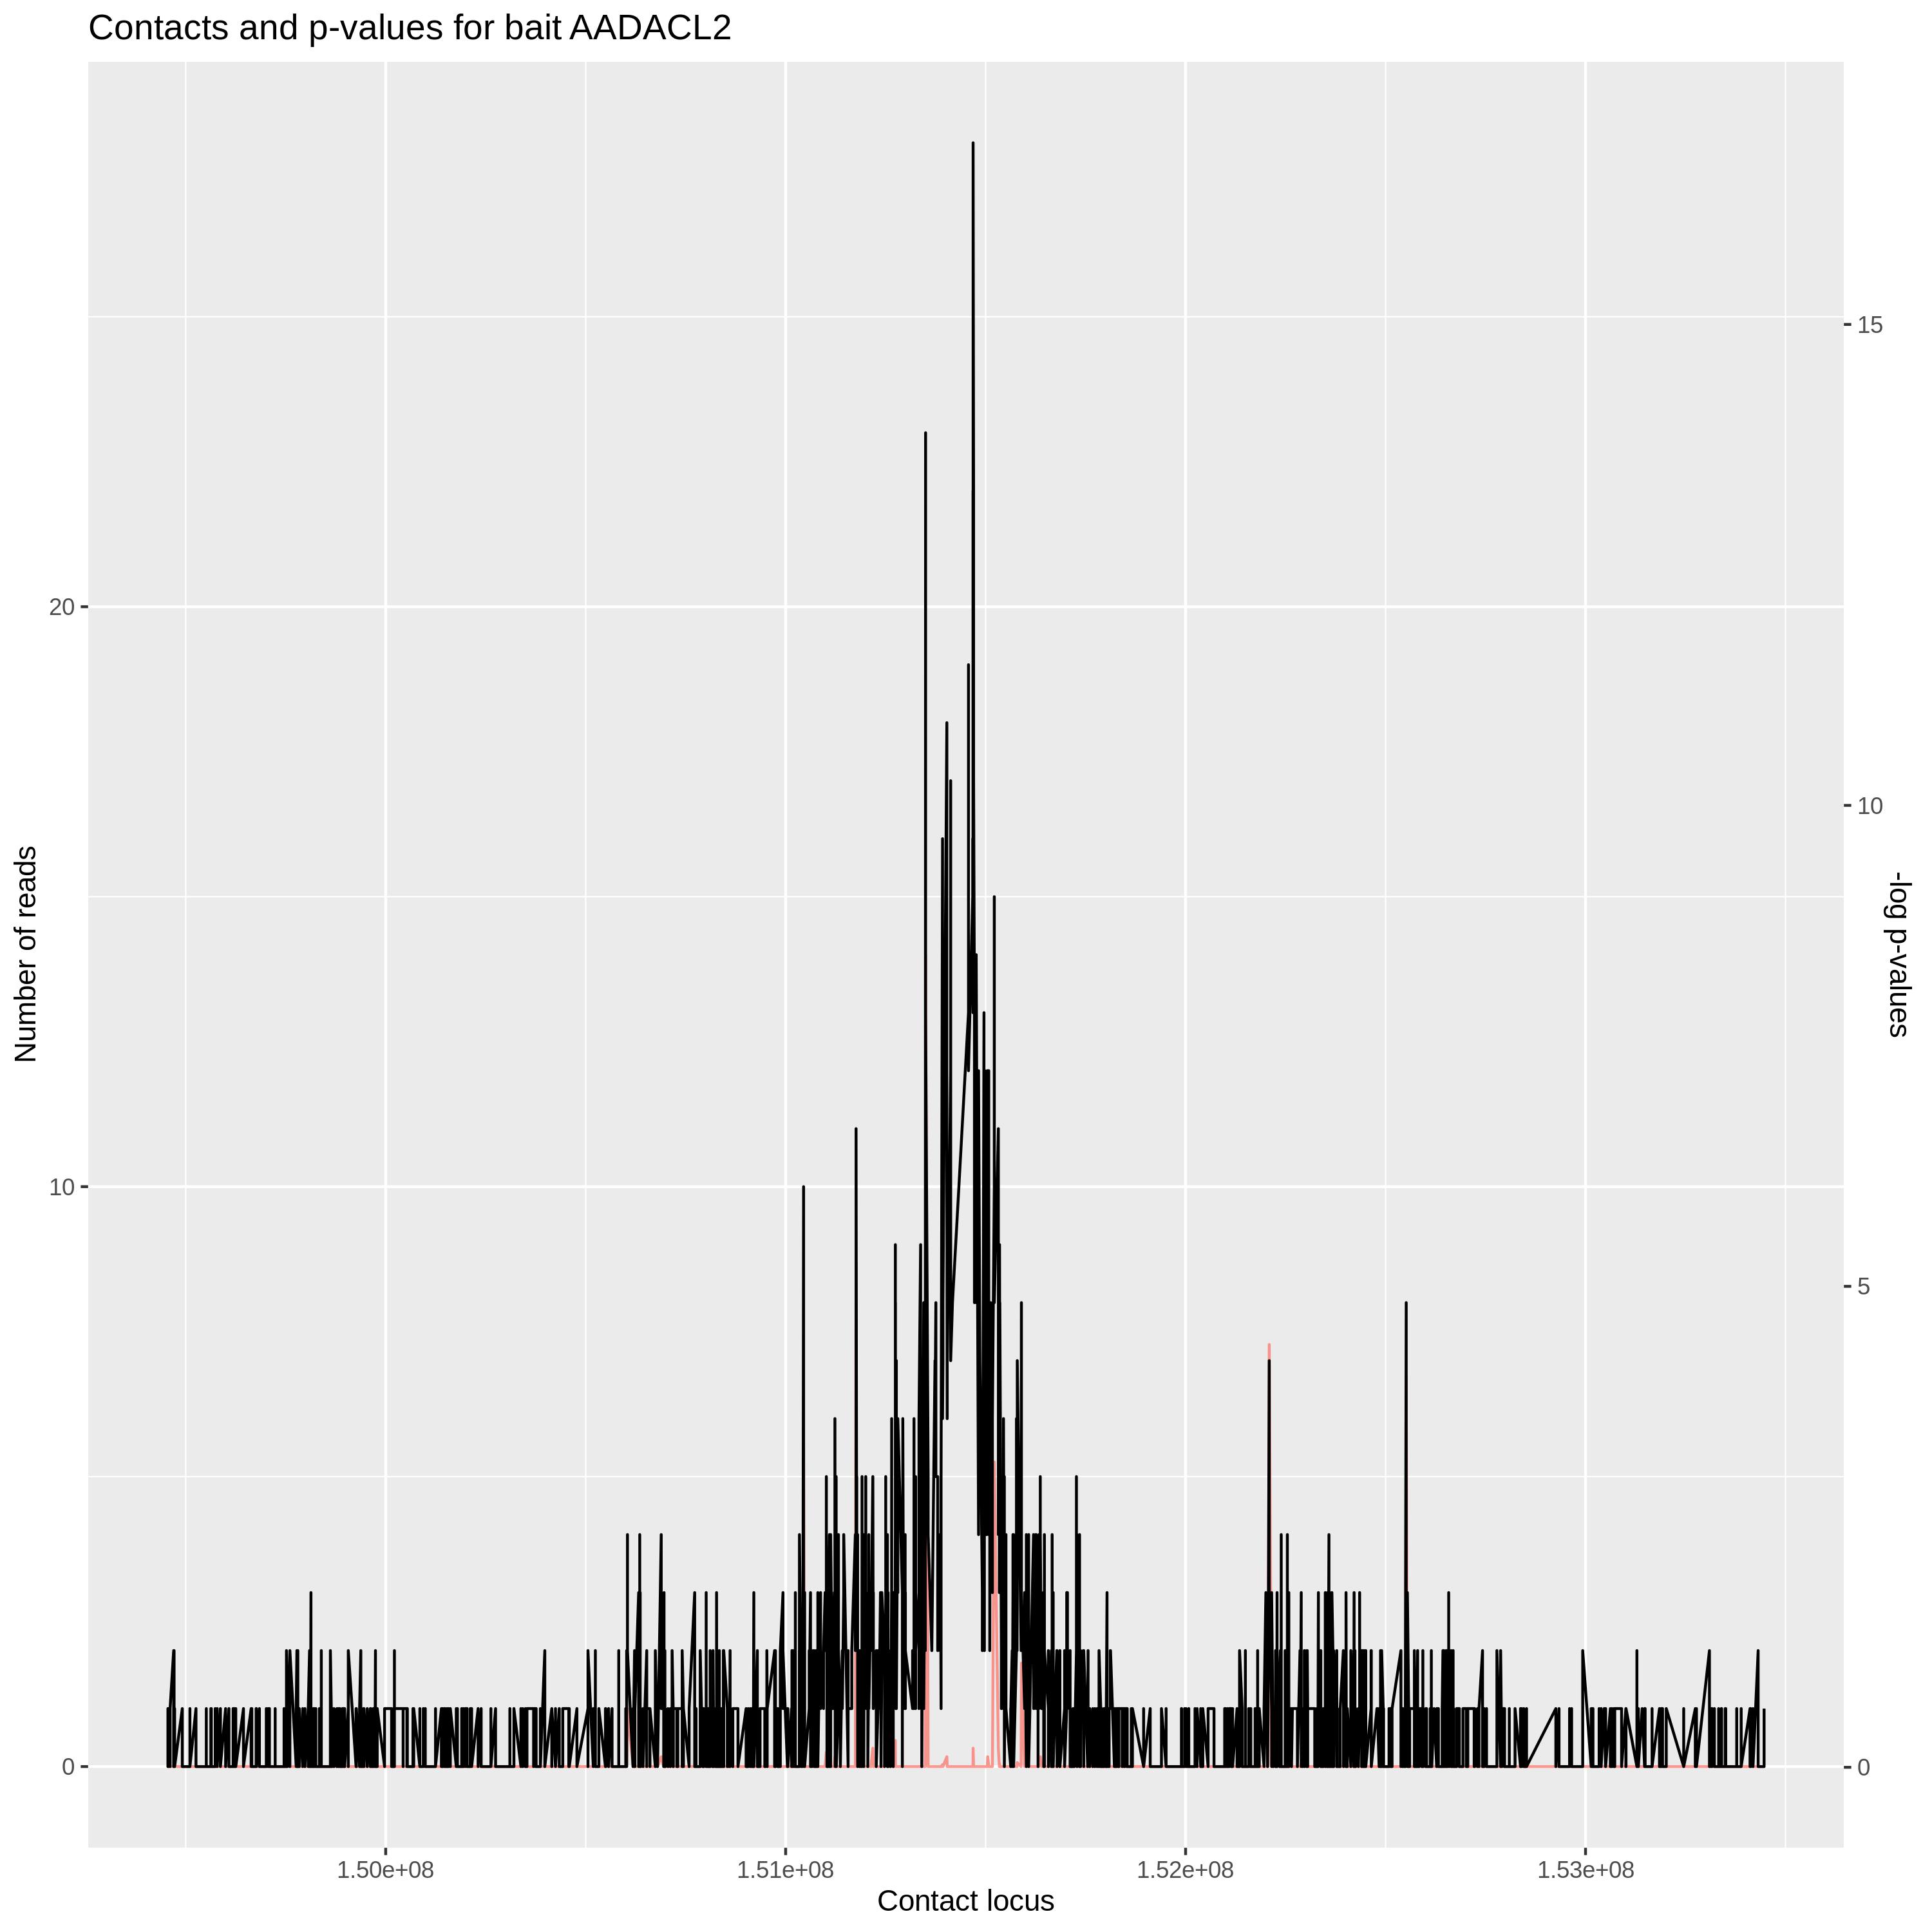 Contacts and p-values for bait AADACL2
Number of reads
20
10
0
15
10
5
0
-log p-values
1.50e+08
1.51e+08
1.52e+08
1.53e+08
Contact locus